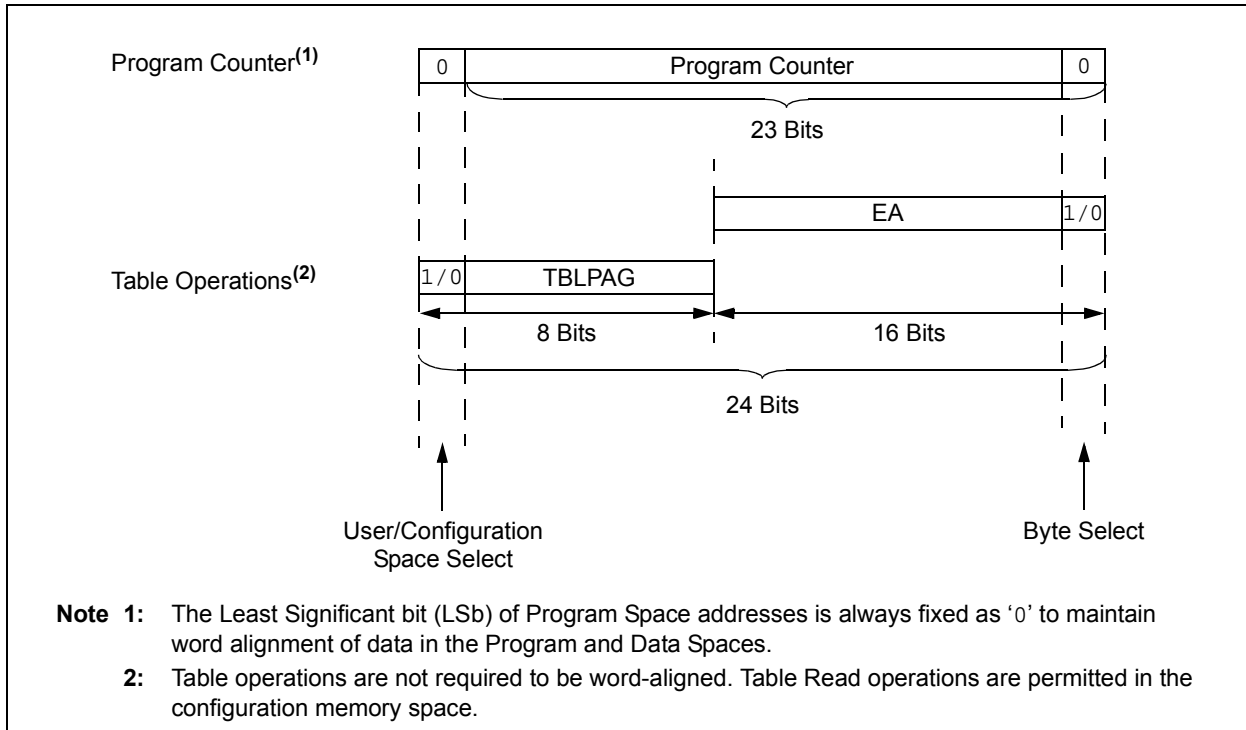 Program Counter(1)
0 Program Counter 0
23 Bits
EA 1/0
Table Operations(2)
1/0 TBLPAG
8 Bits 16 Bits
24 Bits
User/Configuration
Space Select
Byte Select
Note 1: The Least Significant bit (LSb) of Program Space addresses is always fixed as ‘0’ to maintain
word alignment of data in the Program and Data Spaces.
2: Table operations are not required to be word-aligned. Table Read operations are permitted in the
configuration memory space.